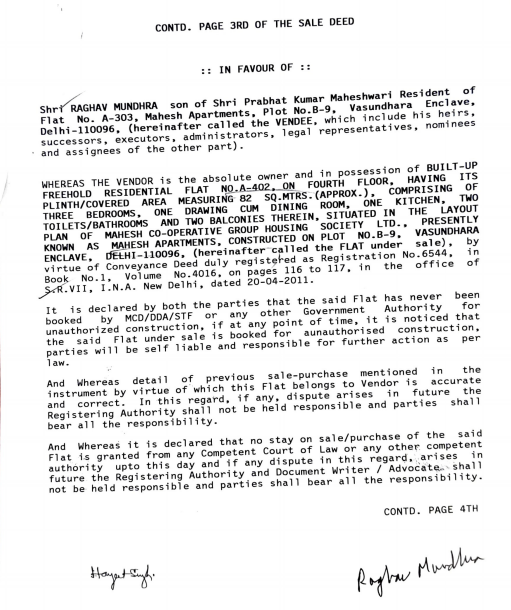 CONTD. PAGE 3RD OF THE SALE DEED
:: IN FAVOUR OF ::
Shri RAGHAV MUNDHRA son of Shri Prabhat Kumar Maheshwari Resident of
Flat No. A-303, Mahesh Apartments, Plot No.B-9, Vasundhara Enclave,
Delhi-110096, (hereinafter called the VENDEE, which include his heirs,
successors, executors, administrators, legal representatives, nominees
and assignees of the other part).
WHEREAS THE VENDOR is the absolute owner and in possession of BUILT-UP
FREEHOLD RESIDENTIAL FLAT NO.A-402, ON FOURTH FLOOR, HAVING ITS
PLINTH/COVERED AREA MEASURING 82 SQ.MTRS.(APPROX.), COMPRISING OF
THREE BEDROOMS, ONE DRAWING CUM DINING ROOM, ONE KITCHEN, TWO
TOILETS/BATHROOMS AND TWO BALCONIES THEREIN, SITUATED IN THE LAYOUT
PLAN OF MAHESH CO-OPERATIVE GROUP HOUSING SOCIETY LTD., PRESENTLY
KNOWN AS MAHESH APARTMENTS, CONSTRUCTED ON PLOT NO.B-9, VASUNDHARA
ENCLAVE, DELHI-110096, (hereinafter called the FLAT under sale), by
virtue of Conveyance Deed duly registered as Registration No.6544, in
Book No.1, Volume No.4016, on pages 116 to 117, in the office of
S.R.VII, I.N.A. New Delhi, dated 20-04-2011.
It is declared by both the parties that the said Flat has never been
booked by MCD/DDA/STF or any other Government Authority for
unauthorized construction, if at any point of time, it is noticed that
the said Flat under sale is booked for aunauthorised construction,
parties will be self liable and responsible for further action as per
law.
And Whereas detail of previous sale-purchase mentioned in the
instrument by virtue of which this Flat belongs to Vendor is accurate
and correct. In this regard, if any, dispute arises in future the
Registering Authority shall not be held responsible and parties shall
bear all the responsibility.
And Whereas it is declared that no stay on sale/purchase of the said
Flat is granted from any Competent Court of Law or any other competent
authority upto this day and if any dispute in this regard, arises in
future the Registering Authority and Document Writer / Advocate shall
not be held responsible and parties shall bear all the responsibility.
CONTD. PAGE 4TH
Raghav Mundhra